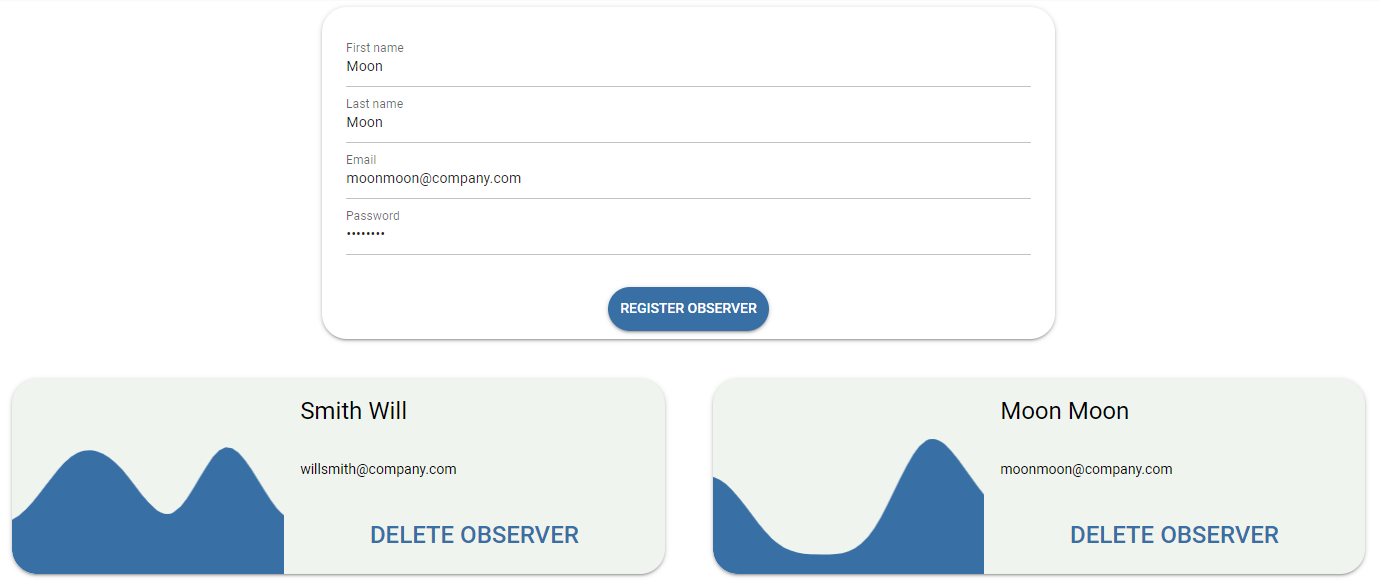 First name
Moon
Last name
Moon
Email
moonmoon@company.com
Password
••••••••
REGISTER OBSERVER
Smith Will
willsmith@company.com
DELETE OBSERVER
Moon Moon
moonmoon@company.com
DELETE OBSERVER